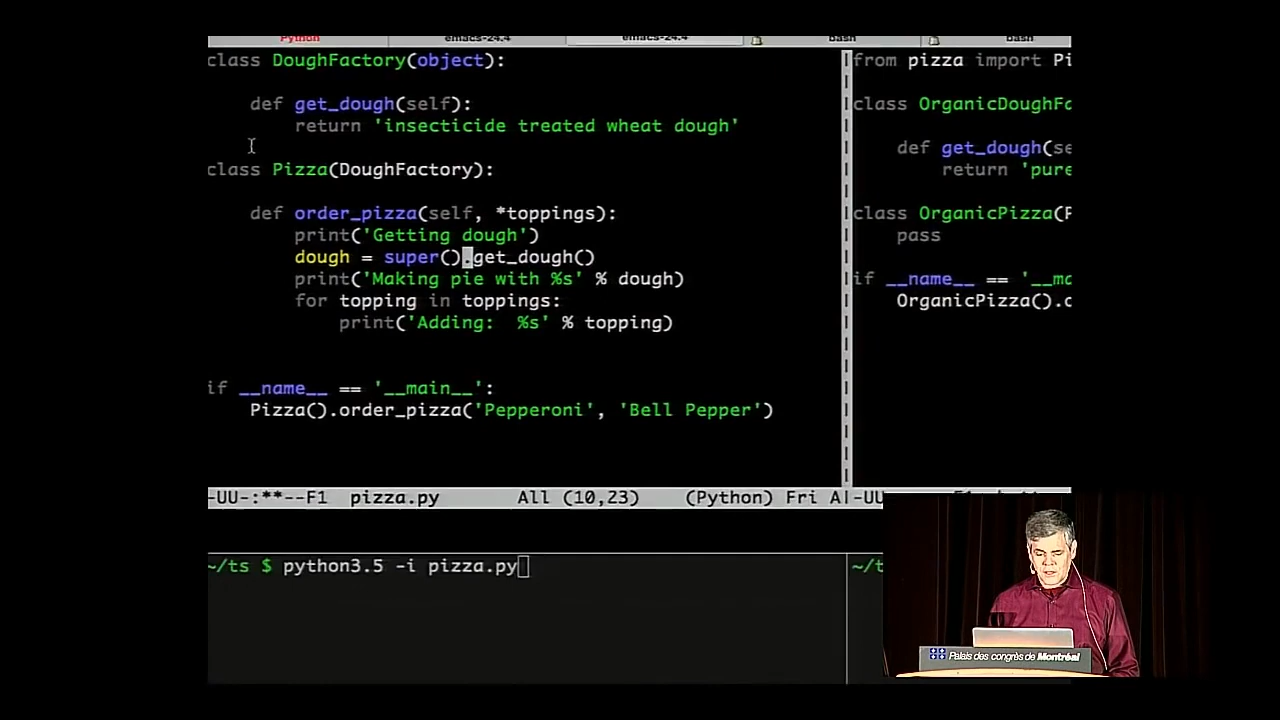 Python emacs-24.4 emacs-24.4 bash bash
class DoughFactory(object):
def get_dough(self):
return 'insecticide treated wheat dough'
class Pizza(DoughFactory):
def order_pizza(self, *toppings):
print('Getting dough')
dough = super().get_dough()
print('Making pie with %s' % dough)
for topping in toppings:
print('Adding:  %s' % topping)
if __name__ == '__main__':
Pizza().order_pizza('Pepperoni', 'Bell Pepper')
-UU-:**--F1  pizza.py       All (10,23)    (Python) Fri A
~/ts $ python3.5 -i pizza.py
from pizza import Pi
class OrganicDoughFa
def get_dough(se
return 'pure
class OrganicPizza(P
pass
if __name__ == '__ma
OrganicPizza().o
-UU-
~/t
Palais des congrès de Montréal